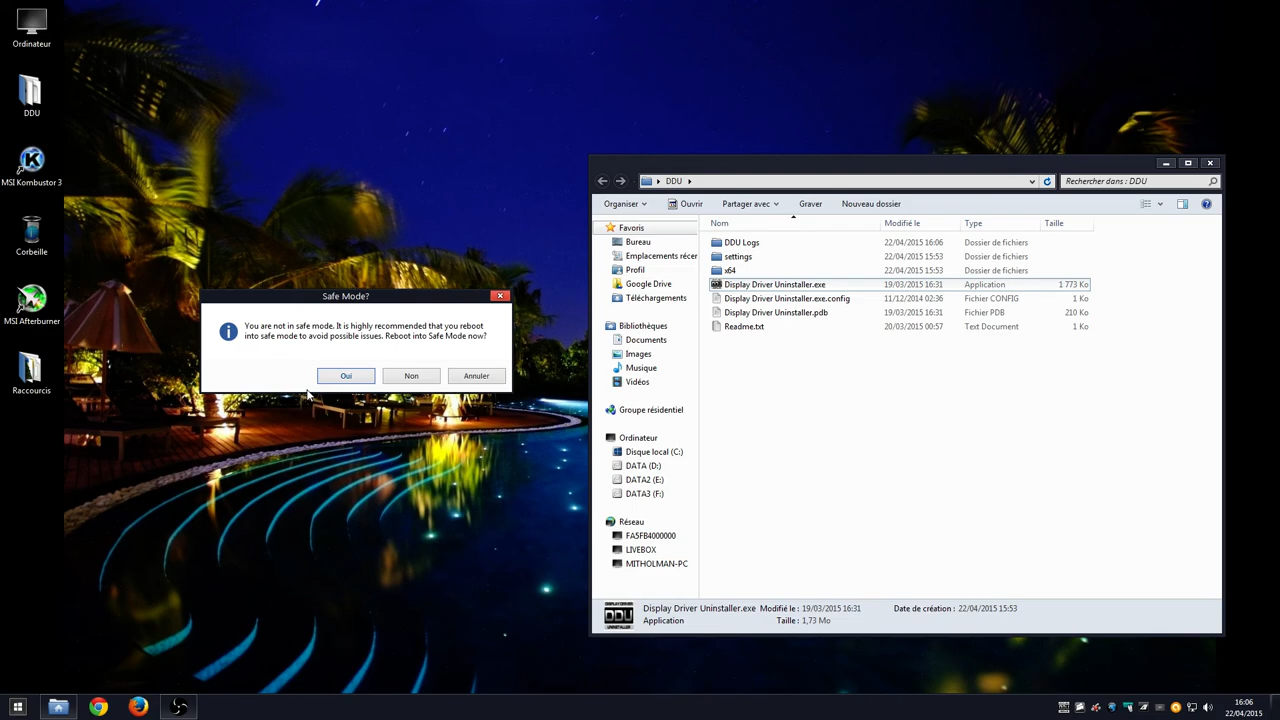 Ordinateur
DDU
MSI Kombustor 3
Corbeille
MSI Afterburner
Raccourcis
Safe Mode?
You are not in safe mode. It is highly recommended that you reboot
into safe mode to avoid possible issues. Reboot into Safe Mode now?
Oui
Non
Annuler
DDU
Rechercher dans : DDU
Organiser
Ouvrir
Partager avec
Graver
Nouveau dossier
Favoris
Bureau
Emplacements récer
Profil
Google Drive
Téléchargements
Bibliothèques
Documents
Images
Musique
Vidéos
Groupe résidentiel
Ordinateur
Disque local (C:)
DATA (D:)
DATA2 (E:)
DATA3 (F:)
Réseau
FA5FB4000000
LIVEBOX
MITHOLMAN-PC
Nom Modifié le Type Taille
DDU Logs 22/04/2015 16:06 Dossier de fichiers
settings 22/04/2015 15:53 Dossier de fichiers
x64 22/04/2015 15:53 Dossier de fichiers
Display Driver Uninstaller.exe 19/03/2015 16:31 Application 1 773 Ko
Display Driver Uninstaller.exe.config 11/12/2014 02:36 Fichier CONFIG 1 Ko
Display Driver Uninstaller.pdb 19/03/2015 16:31 Fichier PDB 210 Ko
Readme.txt 20/03/2015 00:57 Text Document 1 Ko
DISPLAY DRIVER
DDU
UNINSTALLER
Display Driver Uninstaller.exe Modifié le : 19/03/2015 16:31 Date de création : 22/04/2015 15:53
Application Taille : 1,73 Mo
16:06
22/04/2015